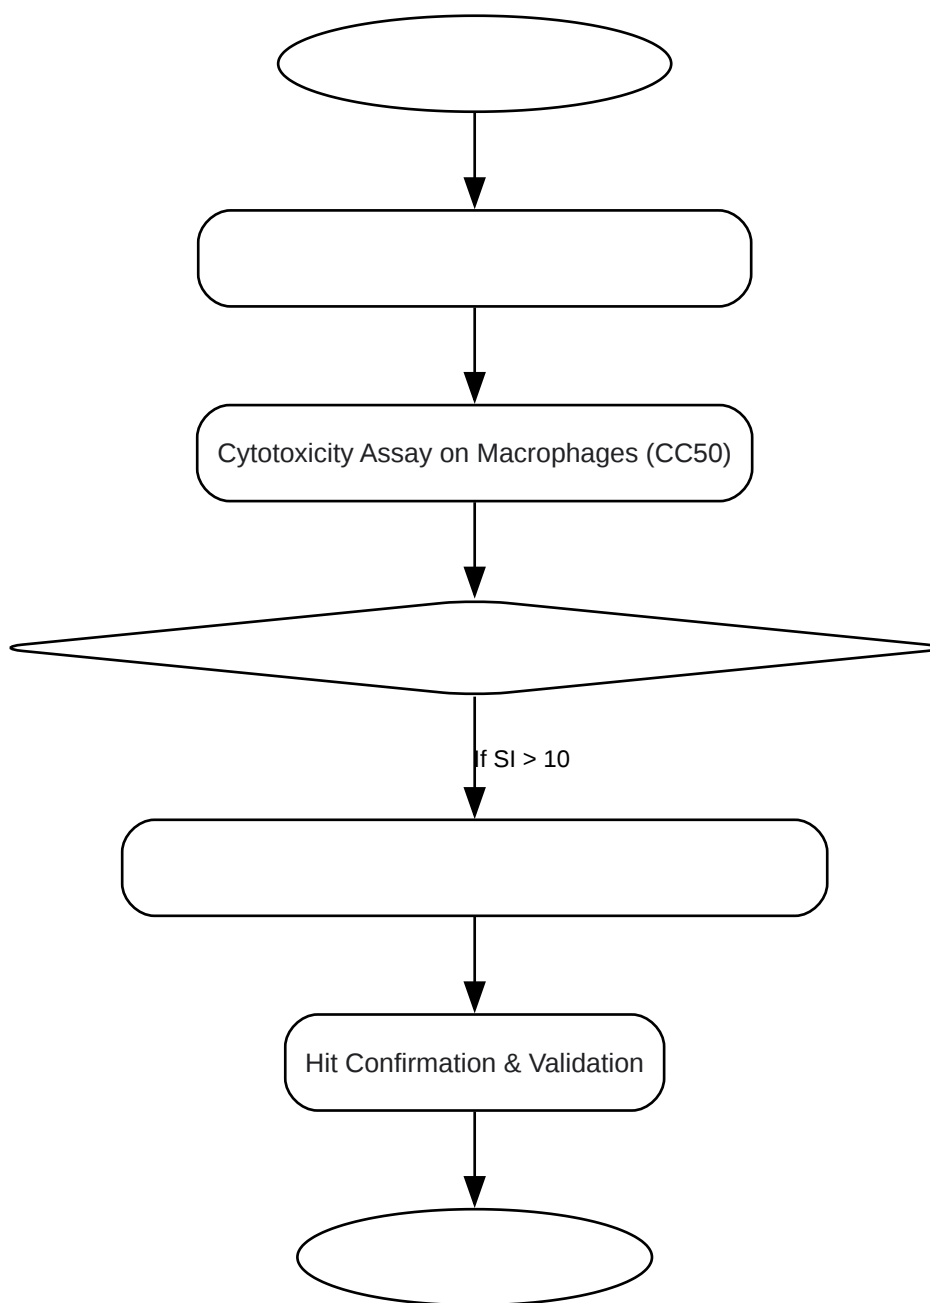 Cytotoxicity Assay on Macrophages (CC50)
If SI > 10
Hit Confirmation & Validation